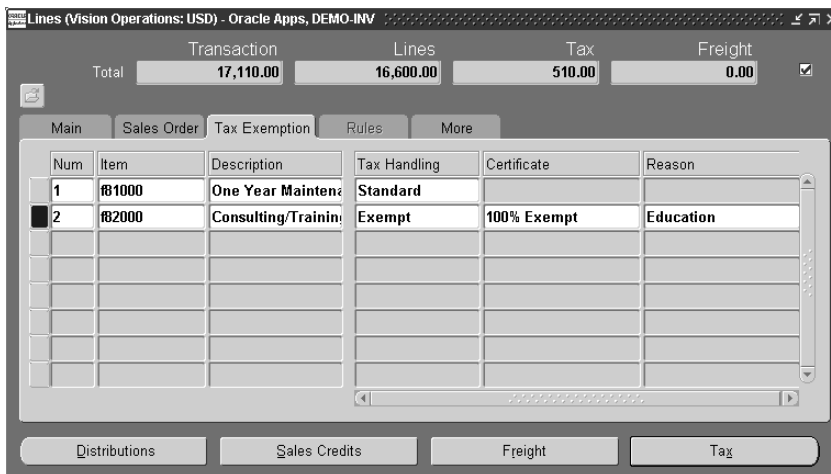 Lines (Vision Operations: USD) - Oracle Apps, DEMO-INV
Transaction Lines Tax Freight
Total 17,110.00 16,600.00 510.00 0.00
Main Sales Order Tax Exemption Rules More
Num Item Description Tax Handling Certificate Reason
1 f81000 One Year Maintena Standard
2 f82000 Consulting/Training Exempt 100% Exempt Education
Distributions Sales Credits Freight Tax